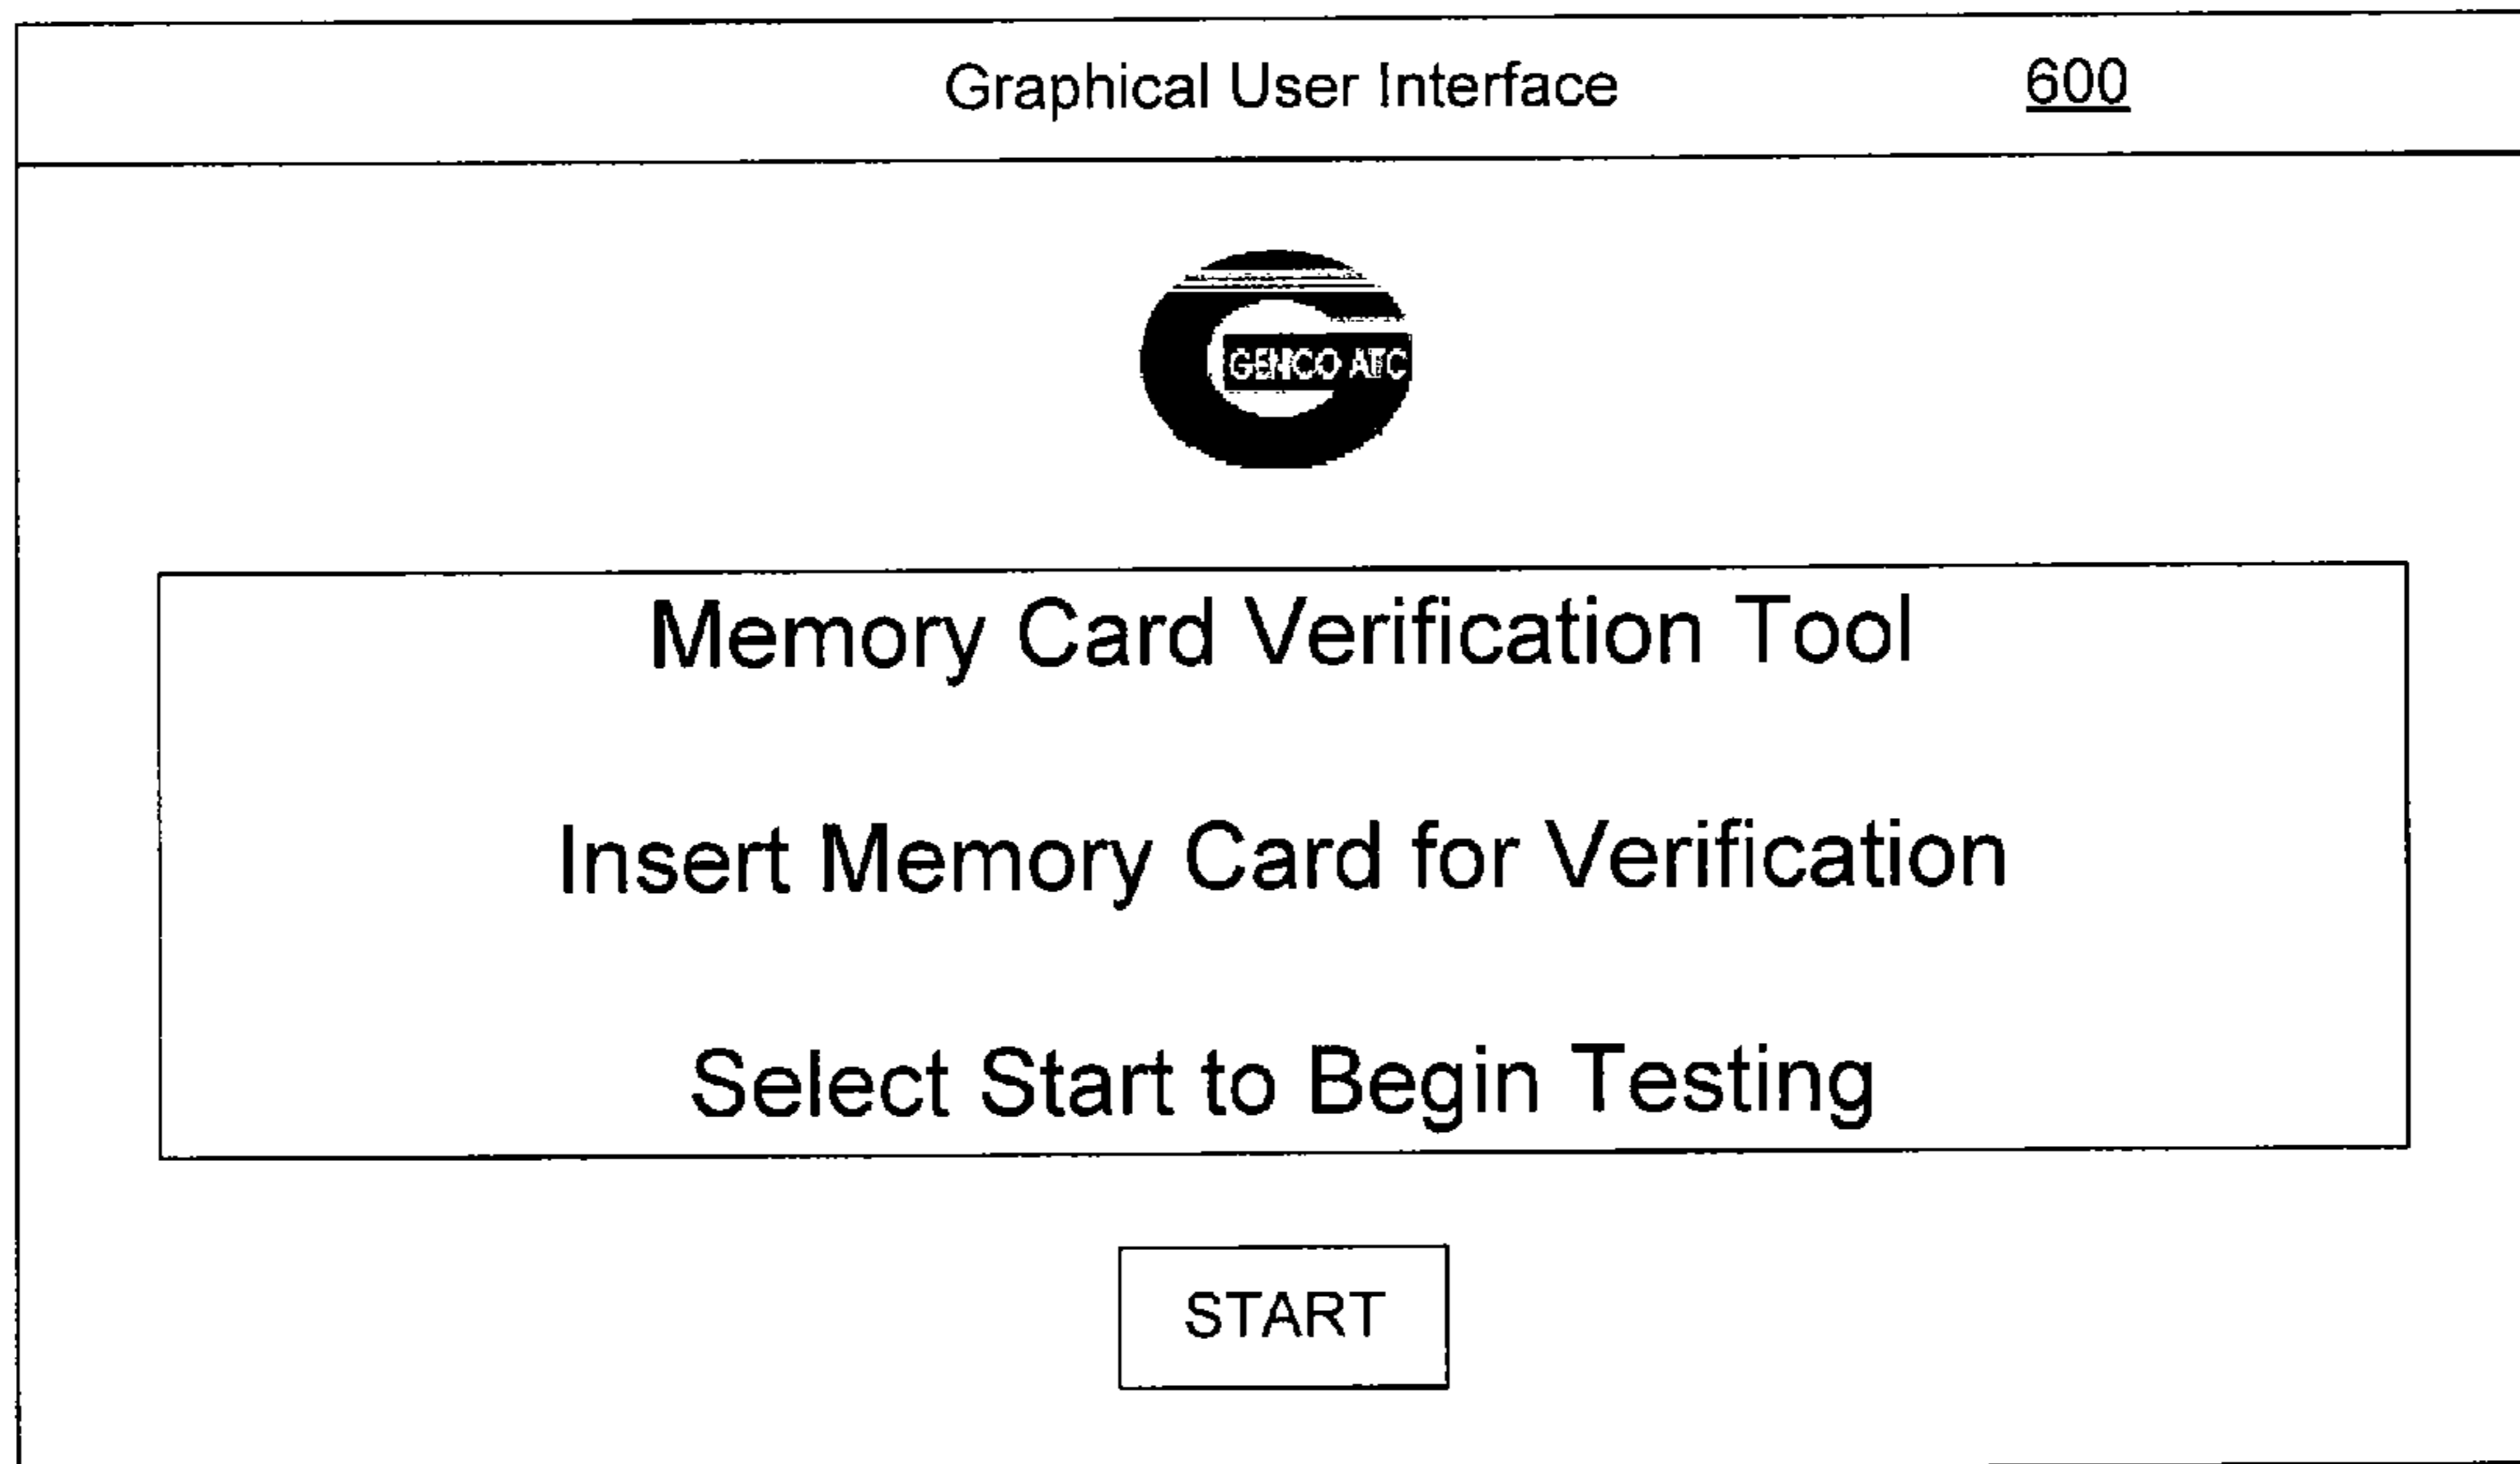 Graphical User Interface 600
GENCO ATC
Memory Card Verification Tool
Insert Memory Card for Verification
Select Start to Begin Testing
START